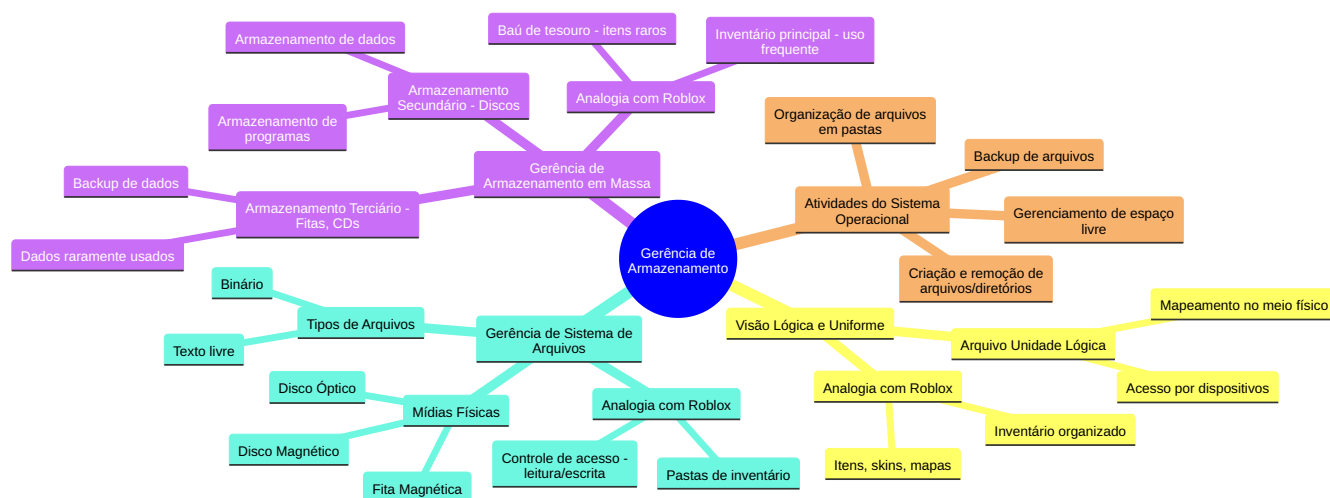 Gerência de
Armazenamento
Visão Lógica e Uniforme
Arquivo Unidade Lógica
Mapeamento no meio físico
Acesso por dispositivos
Analogia com Roblox
Inventário organizado
Itens, skins, mapas
Gerência de Sistema de
Arquivos
Tipos de Arquivos
Binário
Texto livre
Mídias Físicas
Disco Óptico
Disco Magnético
Fita Magnética
Analogia com Roblox
Controle de acesso -
leitura/escrita
Pastas de inventário
Gerência de
Armazenamento em Massa
Armazenamento Terciário -
Fitas, CDs
Backup de dados
Dados raramente usados
Armazenamento
Secundário - Discos
Armazenamento de dados
Armazenamento de
programas
Analogia com Roblox
Baú de tesouro - itens raros
Inventário principal - uso
frequente
Atividades do Sistema
Operacional
Organização de arquivos
em pastas
Backup de arquivos
Gerenciamento de espaço
livre
Criação e remoção de
arquivos/diretórios